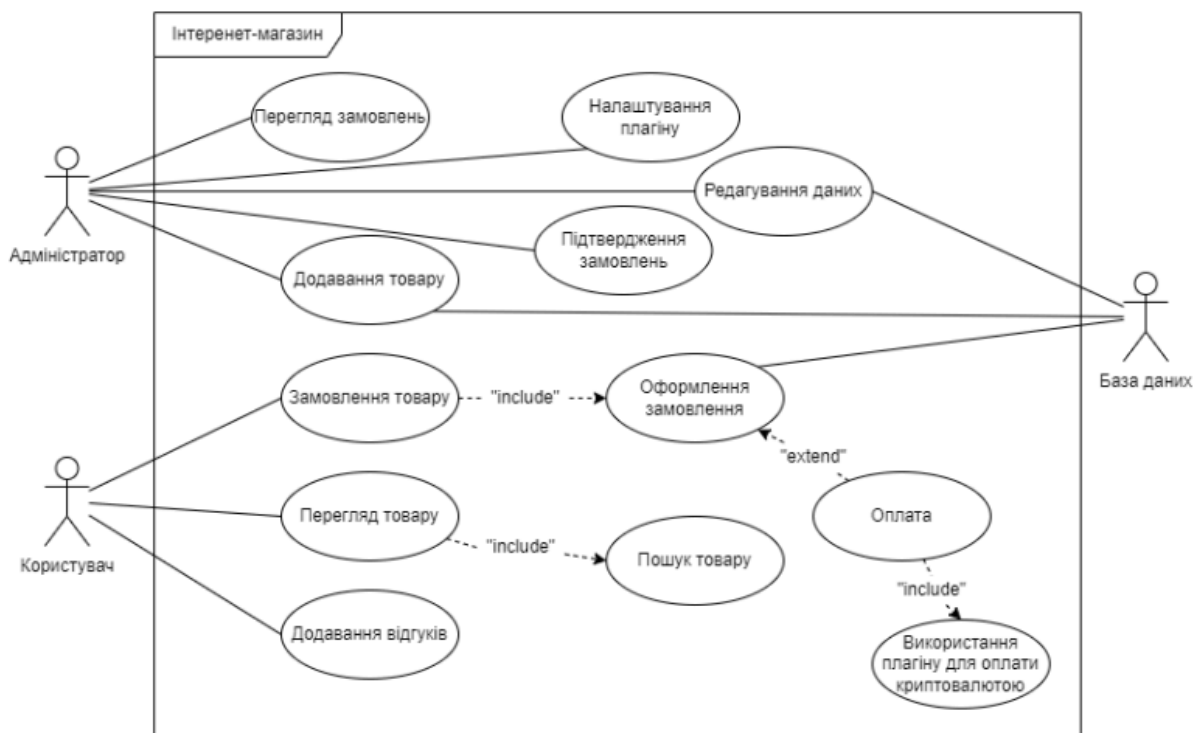 Інтеренет-магазин
Перегляд замовлень
Налаштування
плагіну
Редагування даних
Адміністратор
Підтвердження
замовлень
Додавання товару
База даних
Замовлення товару
"include"
Оформлення
замовлення
"extend"
Користувач
Перегляд товару
"include"
Пошук товару
Оплата
"include"
Додавання відгуків
Використання
плагіну для оплати
криптовалютою